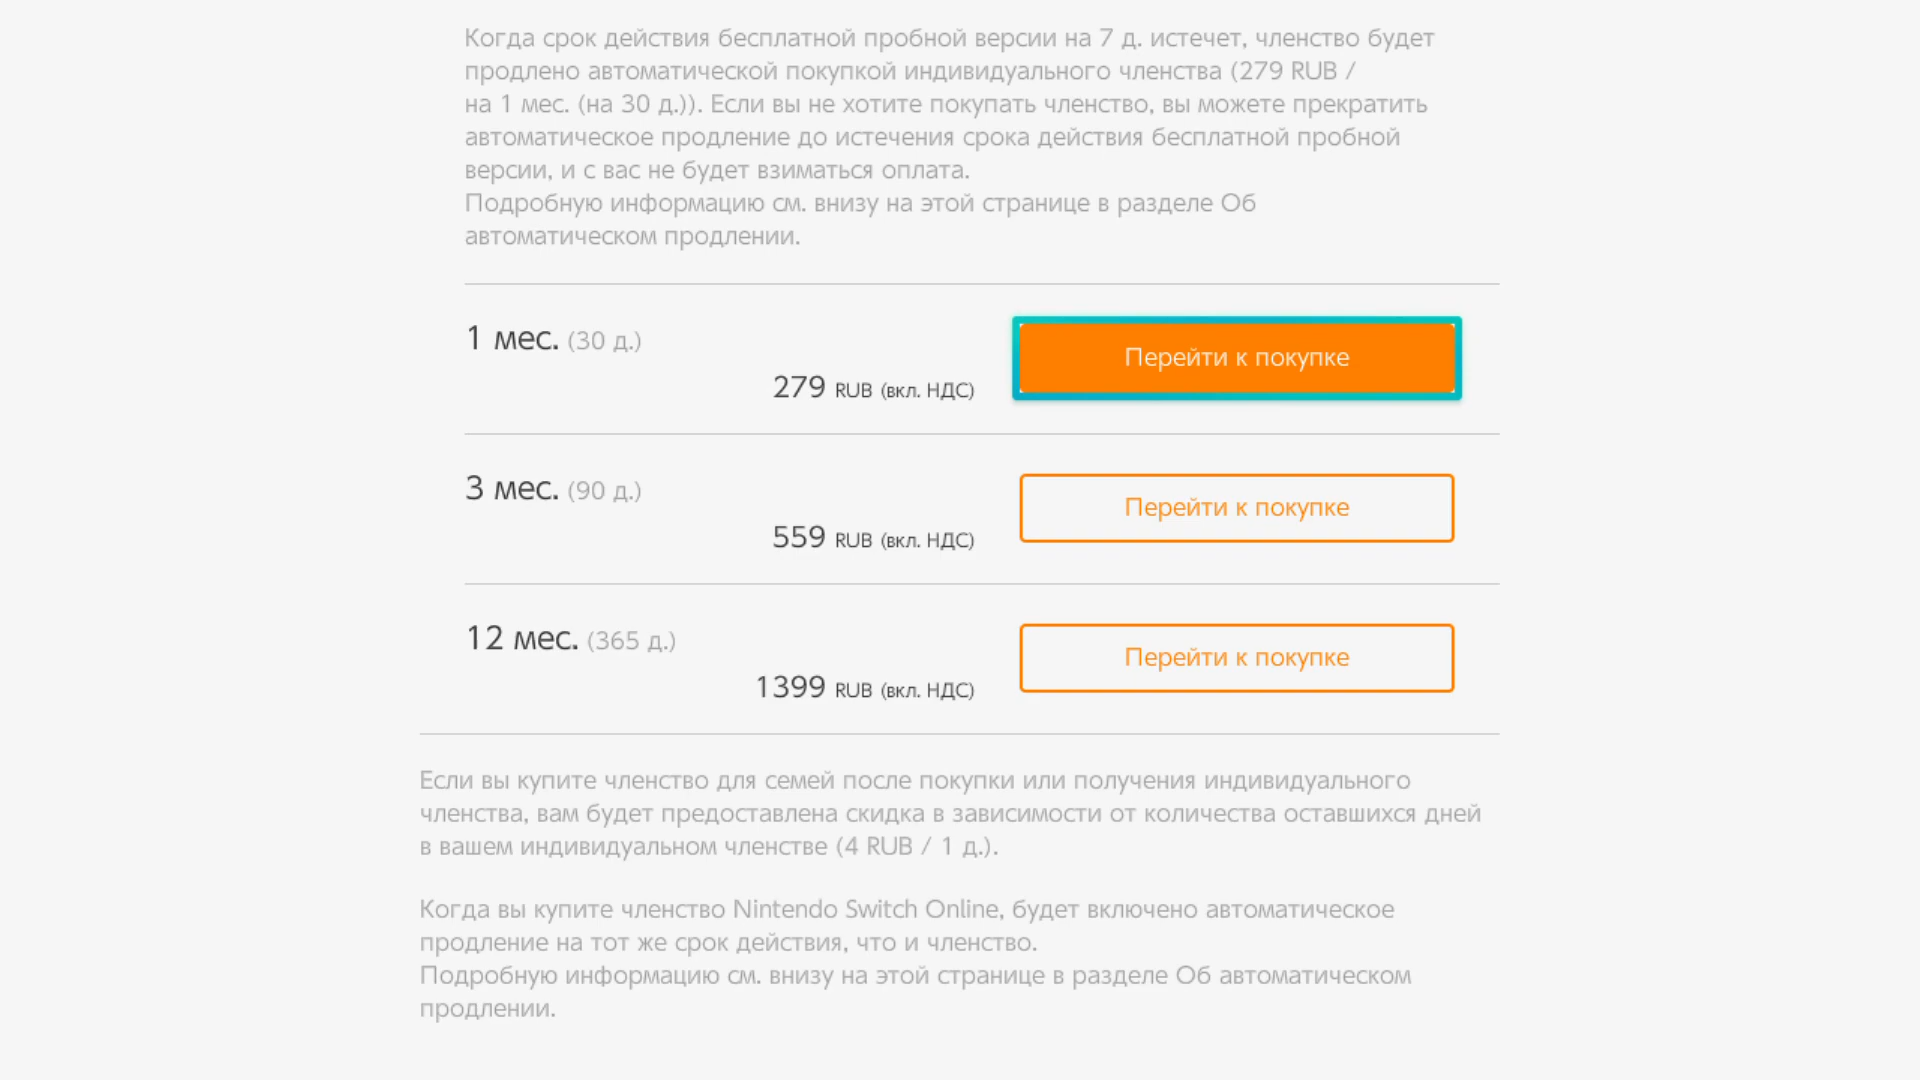 Когда срок действия бесплатной пробной версии на 7 д. истечет, членство будет
продлено автоматической покупкой индивидуального членства (279 RUB /
на 1 мес. (на 30 д.)). Если вы не хотите покупать членство, вы можете прекратить
автоматическое продление до истечения срока действия бесплатной пробной
версии, и с вас не будет взиматься оплата.
Подробную информацию см. внизу на этой странице в разделе Об
автоматическом продлении.
1 мес. (30 д.)
279 RUB (вкл. НДС)
Перейти к покупке
3 мес. (90 д.)
559 RUB (вкл. НДС)
Перейти к покупке
12 мес. (365 д.)
1399 RUB (вкл. НДС)
Перейти к покупке
Если вы купите членство для семей после покупки или получения индивидуального
членства, вам будет предоставлена скидка в зависимости от количества оставшихся дней
в вашем индивидуальном членстве (4 RUB / 1 д.).
Когда вы купите членство Nintendo Switch Online, будет включено автоматическое
продление на тот же срок действия, что и членство.
Подробную информацию см. внизу на этой странице в разделе Об автоматическом
продлении.